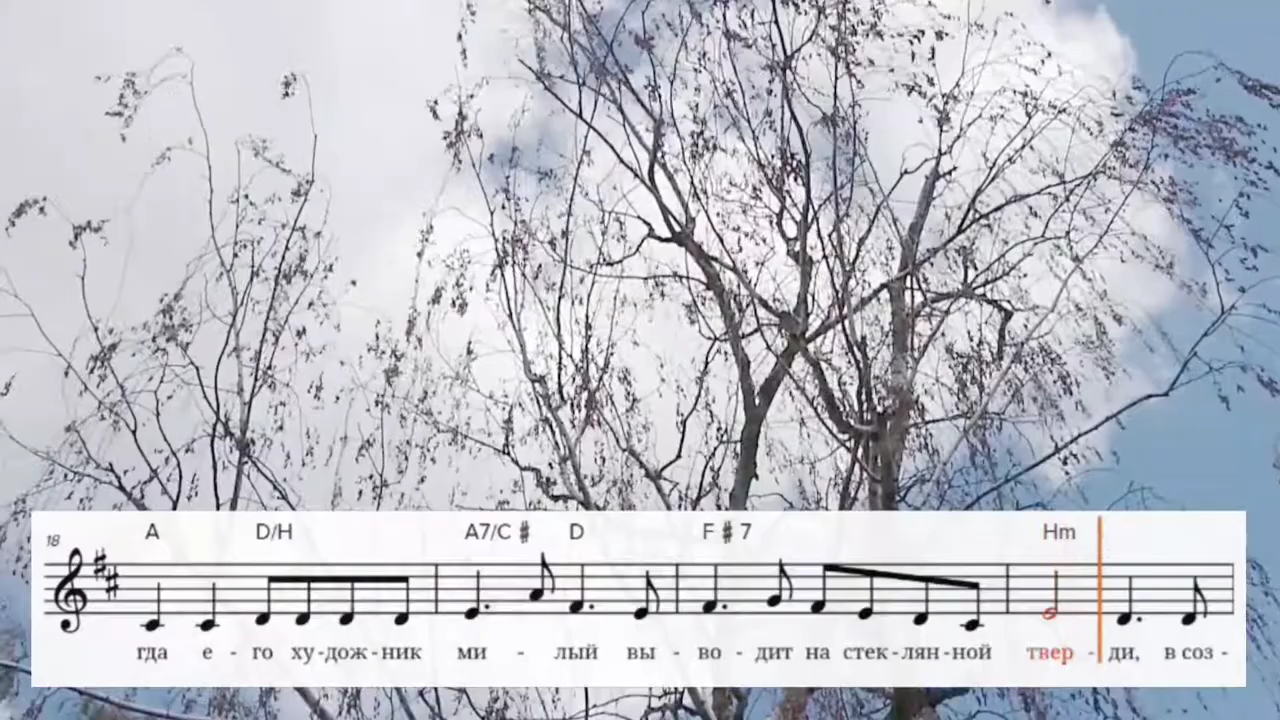 18
A D/H A7/C # D F # 7 Hm
гда е - го ху-дож-ник ми - лый вы - во - дит на стек-лян-ной твер - ди, в соз -